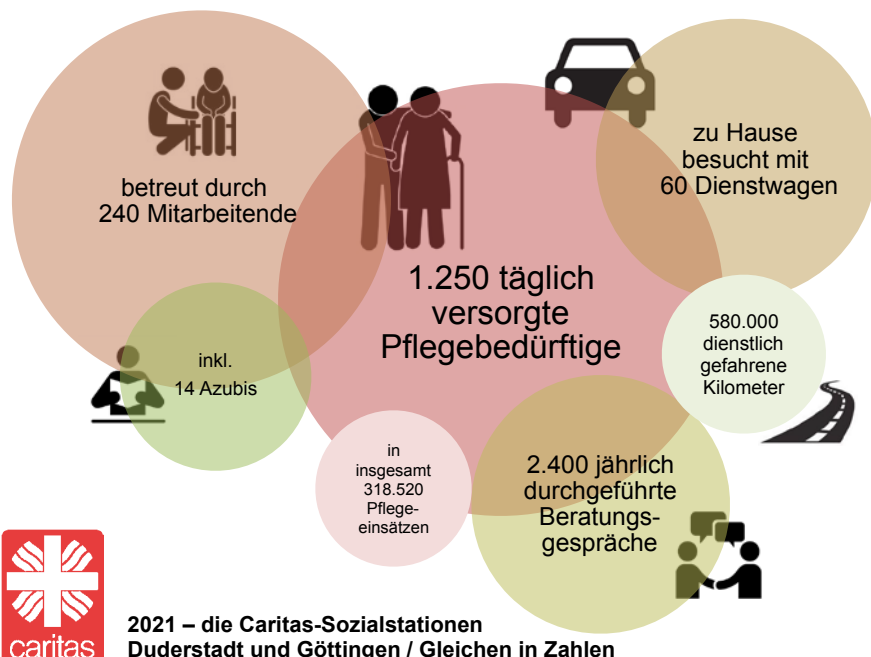 betreut durch
240 Mitarbeitende
zu Hause
besucht mit
60 Dienstwagen
1.250 täglich
versorgte
Pflegebedürftige
inkl.
14 Azubis
580.000
dienstlich
gefahrene
Kilometer
in
insgesamt
318.520
Pflege-
einsätzen
2.400 jährlich
durchgeführte
Beratungs-
gespräche
caritas
2021 – die Caritas-Sozialstationen
Duderstadt und Göttingen / Gleichen in Zahlen